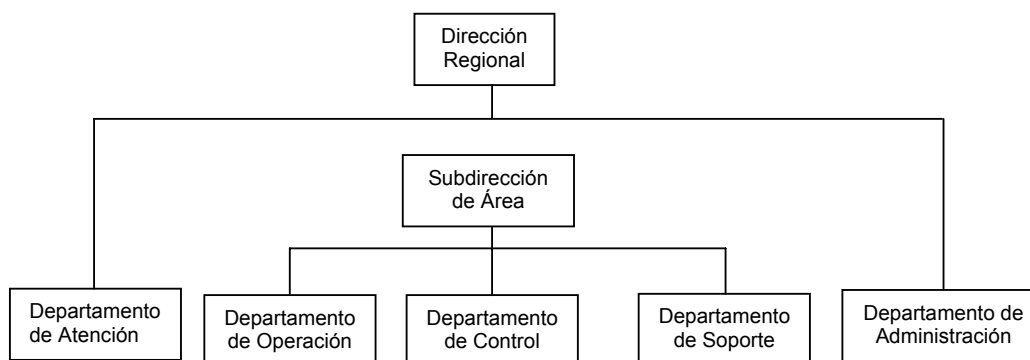 Dirección
Regional
Subdirección
de Área
Departamento
de Atención
Departamento
de Operación
Departamento
de Control
Departamento
de Soporte
Departamento de
Administración